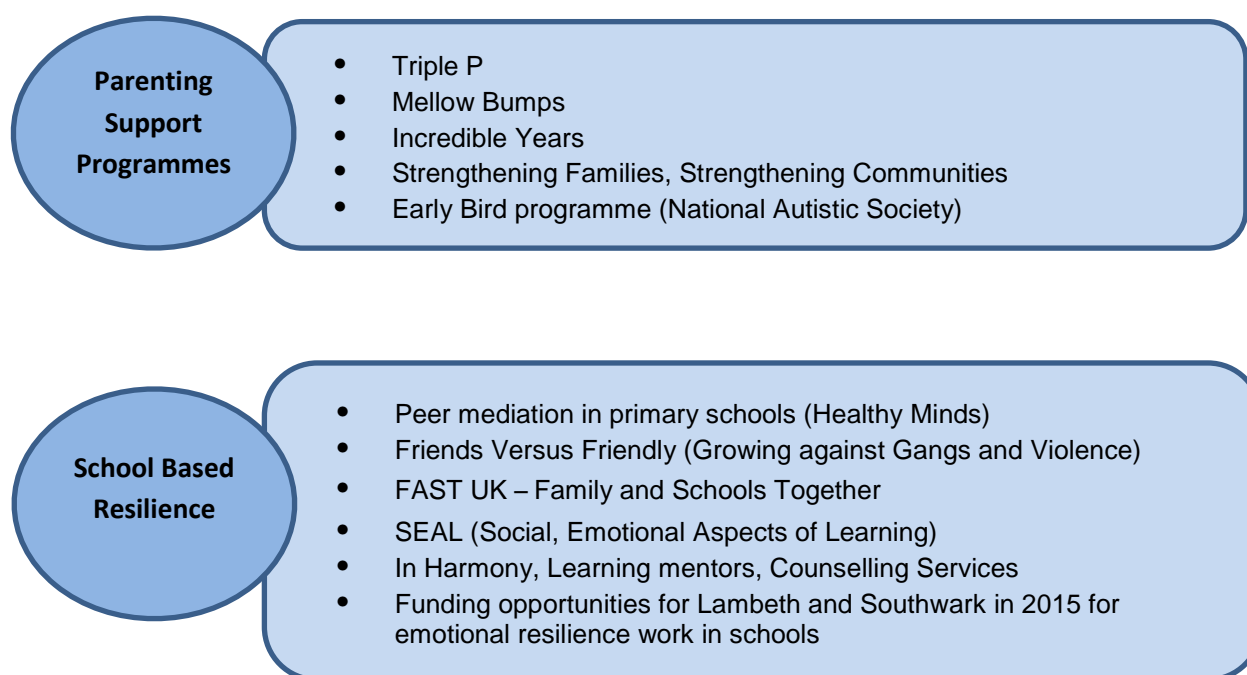 Parenting
Support
Programmes
• Triple P
• Mellow Bumps
• Incredible Years
• Strengthening Families, Strengthening Communities
• Early Bird programme (National Autistic Society)
School Based
Resilience
• Peer mediation in primary schools (Healthy Minds)
• Friends Versus Friendly (Growing against Gangs and Violence)
• FAST UK – Family and Schools Together
• SEAL (Social, Emotional Aspects of Learning)
• In Harmony, Learning mentors, Counselling Services
• Funding opportunities for Lambeth and Southwark in 2015 for
emotional resilience work in schools